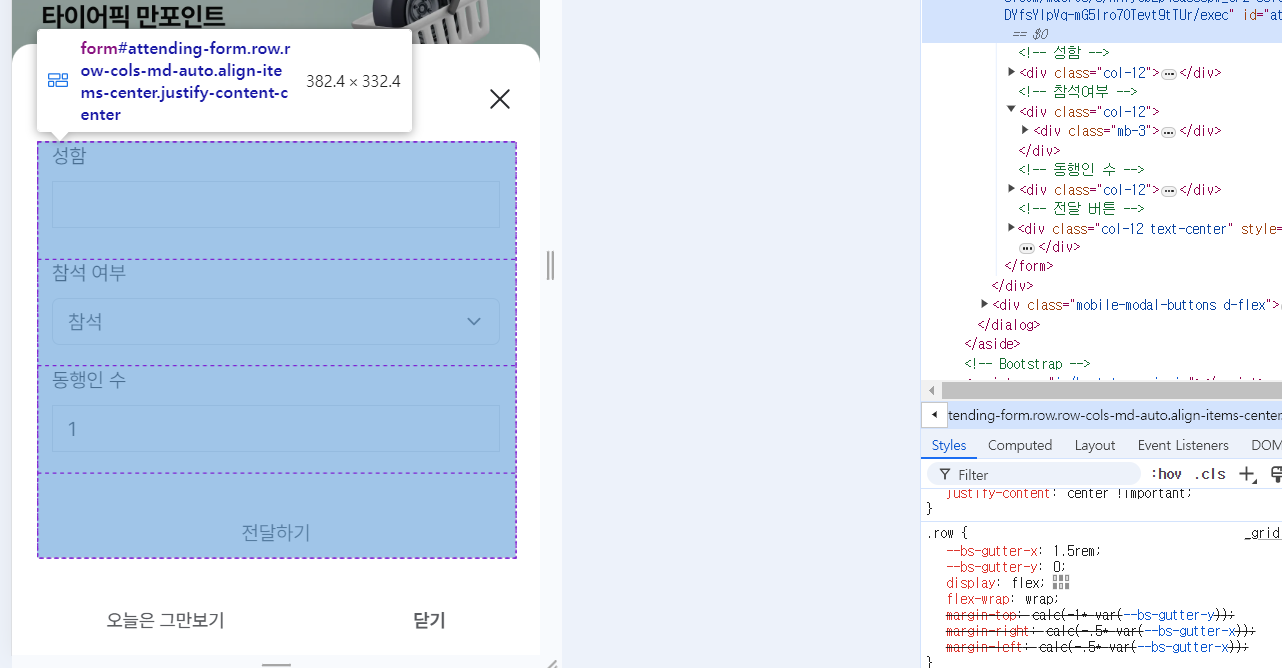 타이어픽 만포인트
form#attending-form.row.r
ow-cols-md-auto.align-ite
ms-center.justify-content-c
enter
382.4 × 332.4
성함
참석 여부
참석
동행인 수
1
전달하기
오늘은 그만보기
닫기
== $0
<!-- 성함 -->
<div class="col-12"> … </div>
<!-- 참석여부 -->
<div class="col-12">
<div class="mb-3"> … </div>
</div>
<!-- 동행인 수 -->
<div class="col-12"> … </div>
<!-- 전달 버튼 -->
<div class="col-12 text-center" style=
… </div>
</form>
</div>
<div class="mobile-modal-buttons d-flex">
</dialog>
</aside>
<!-- Bootstrap -->
tending-form.row.row-cols-md-auto.align-items-center
Styles
Computed
Layout
Event Listeners
DOM
Filter
:hov
.cls
justify-content: center !important;
}
.row {
_grid
--bs-gutter-x: 1.5rem;
--bs-gutter-y: 0;
display: flex;
flex-wrap: wrap;
margin-top: calc(-1* var(--bs-gutter-y));
margin-right: calc(-.5* var(--bs-gutter-x));
margin-left: calc(-.5* var(--bs-gutter-x));
}